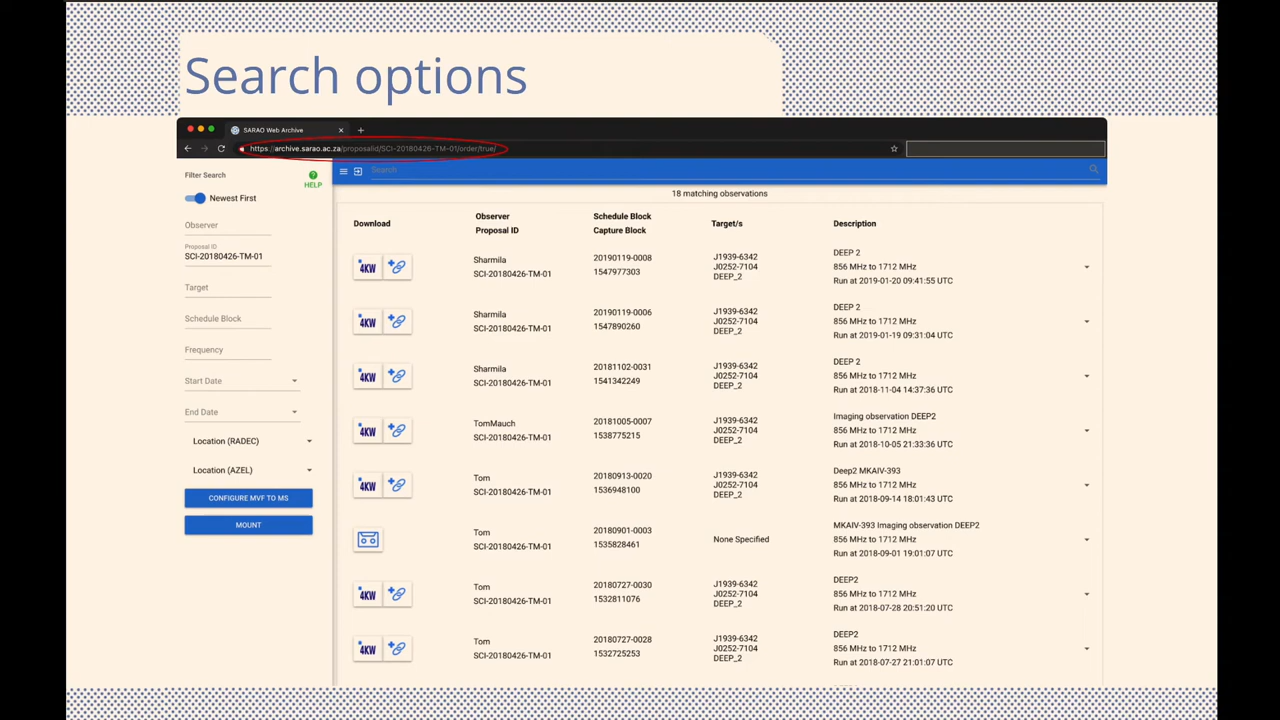 Search options
SARAO Web Archive
https://archive.sarao.ac.za/proposalid/SCI-20180426-TM-01/order/true/
Filter Search
HELP
Newest First
Observer
Proposal ID
SCI-20180426-TM-01
Target
Schedule Block
Frequency
Start Date
End Date
Location (RADEC)
Location (AZEL)
CONFIGURE MVF TO MS
MOUNT
Search
18 matching observations
Download
Observer
Proposal ID
Schedule Block
Capture Block
Target/s
Description
4KW
Sharmila
SCI-20180426-TM-01
20190119-0008
1547977303
J1939-6342
J0252-7104
DEEP_2
DEEP 2
856 MHz to 1712 MHz
Run at 2019-01-20 09:41:55 UTC
4KW
Sharmila
SCI-20180426-TM-01
20190119-0006
1547890260
J1939-6342
J0252-7104
DEEP_2
DEEP 2
856 MHz to 1712 MHz
Run at 2019-01-19 09:31:04 UTC
4KW
Sharmila
SCI-20180426-TM-01
20181102-0031
1541342249
J1939-6342
J0252-7104
DEEP_2
DEEP 2
856 MHz to 1712 MHz
Run at 2018-11-04 14:37:36 UTC
4KW
TomMauch
SCI-20180426-TM-01
20181005-0007
1538775215
J1939-6342
J0252-7104
DEEP_2
Imaging observation DEEP2
856 MHz to 1712 MHz
Run at 2018-10-05 21:33:36 UTC
4KW
Tom
SCI-20180426-TM-01
20180913-0020
1536948100
J1939-6342
J0252-7104
DEEP_2
Deep2 MKAIV-393
856 MHz to 1712 MHz
Run at 2018-09-14 18:01:43 UTC
Tom
SCI-20180426-TM-01
20180901-0003
1535828461
None Specified
MKAIV-393 Imaging observation DEEP2
856 MHz to 1712 MHz
Run at 2018-09-01 19:01:07 UTC
4KW
Tom
SCI-20180426-TM-01
20180727-0030
1532811076
J1939-6342
J0252-7104
DEEP_2
DEEP2
856 MHz to 1712 MHz
Run at 2018-07-28 20:51:20 UTC
4KW
Tom
SCI-20180426-TM-01
20180727-0028
1532725253
J1939-6342
J0252-7104
DEEP_2
DEEP2
856 MHz to 1712 MHz
Run at 2018-07-27 21:01:07 UTC